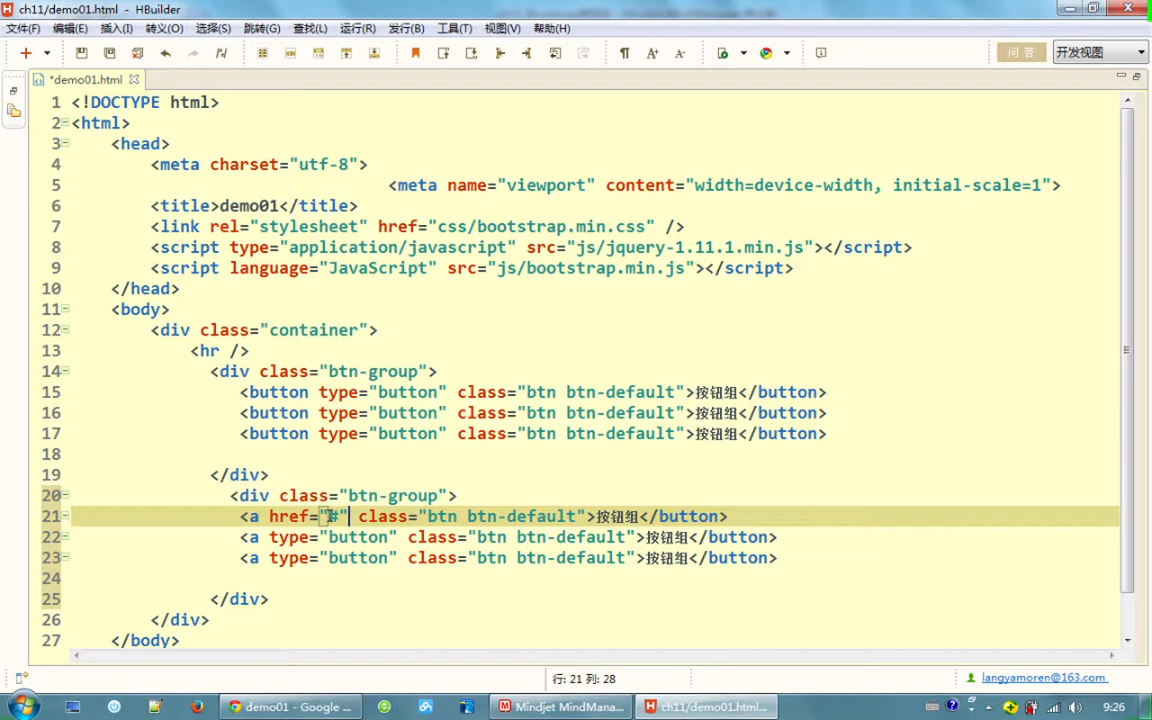 ch11/demo01.html - HBuilder
文件(F) 编辑(E) 插入(I) 转义(O) 选择(S) 跳转(G) 查找(L) 运行(R) 发行(B) 工具(T) 视图(V) 帮助(H)
问 答 开发视图
*demo01.html
1 <!DOCTYPE html>
2 <html>
3 <head>
4 <meta charset="utf-8">
5 <meta name="viewport" content="width=device-width, initial-scale=1">
6 <title>demo01</title>
7 <link rel="stylesheet" href="css/bootstrap.min.css" />
8 <script type="application/javascript" src="js/jquery-1.11.1.min.js"></script>
9 <script language="JavaScript" src="js/bootstrap.min.js"></script>
10 </head>
11 <body>
12 <div class="container">
13 <hr />
14 <div class="btn-group">
15 <button type="button" class="btn btn-default">按钮组</button>
16 <button type="button" class="btn btn-default">按钮组</button>
17 <button type="button" class="btn btn-default">按钮组</button>
18
19 </div>
20 <div class="btn-group">
21 <a href="#" class="btn btn-default">按钮组</button>
22 <a type="button" class="btn btn-default">按钮组</button>
23 <a type="button" class="btn btn-default">按钮组</button>
24
25 </div>
26 </div>
27 </body>
行: 21 列: 28 langyamoren@163.com
demo01 - Google ... Mindjet MindMana... ch11/demo01.html... 9:26